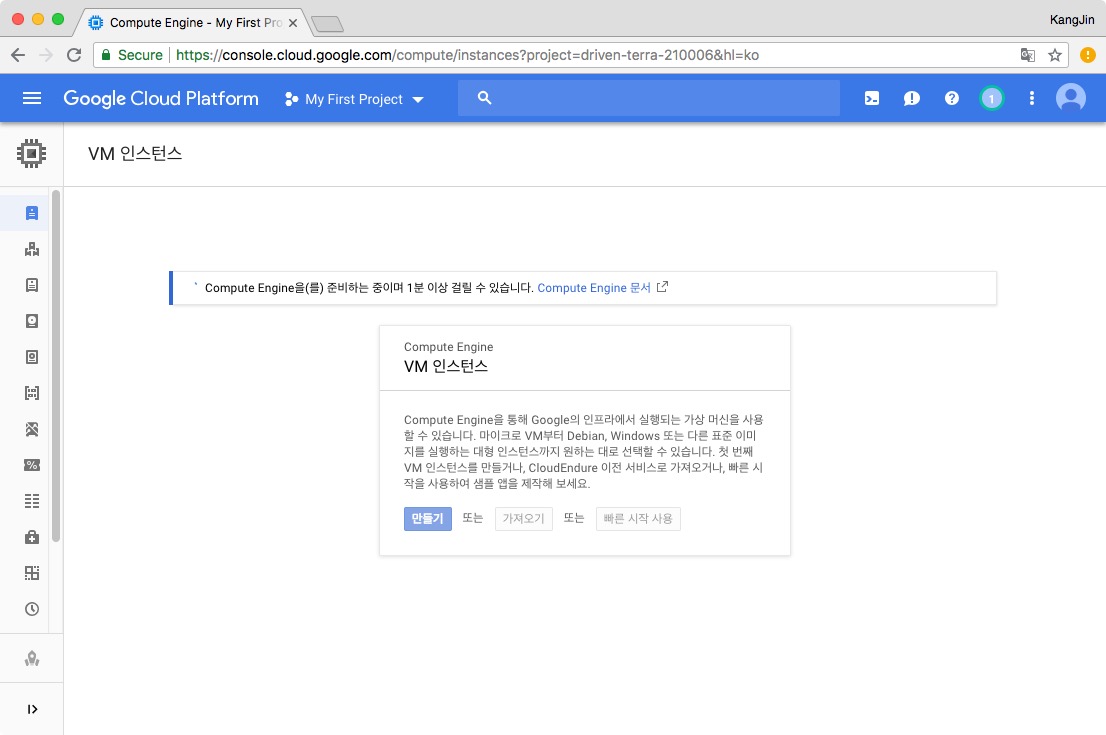 Compute Engine - My First Pro
KangJin
Secure https://console.cloud.google.com/compute/instances?project=driven-terra-210006&hl=ko
Google Cloud Platform My First Project 1
VM 인스턴스
Compute Engine을(를) 준비하는 중이며 1분 이상 걸릴 수 있습니다. Compute Engine 문서
Compute Engine
VM 인스턴스
Compute Engine을 통해 Google의 인프라에서 실행되는 가상 머신을 사용
할 수 있습니다. 마이크로 VM부터 Debian, Windows 또는 다른 표준 이미
지를 실행하는 대형 인스턴스까지 원하는 대로 선택할 수 있습니다. 첫 번째
VM 인스턴스를 만들거나, CloudEndure 이전 서비스로 가져오거나, 빠른 시
작을 사용하여 샘플 앱을 제작해 보세요.
만들기 또는 가져오기 또는 빠른 시작 사용